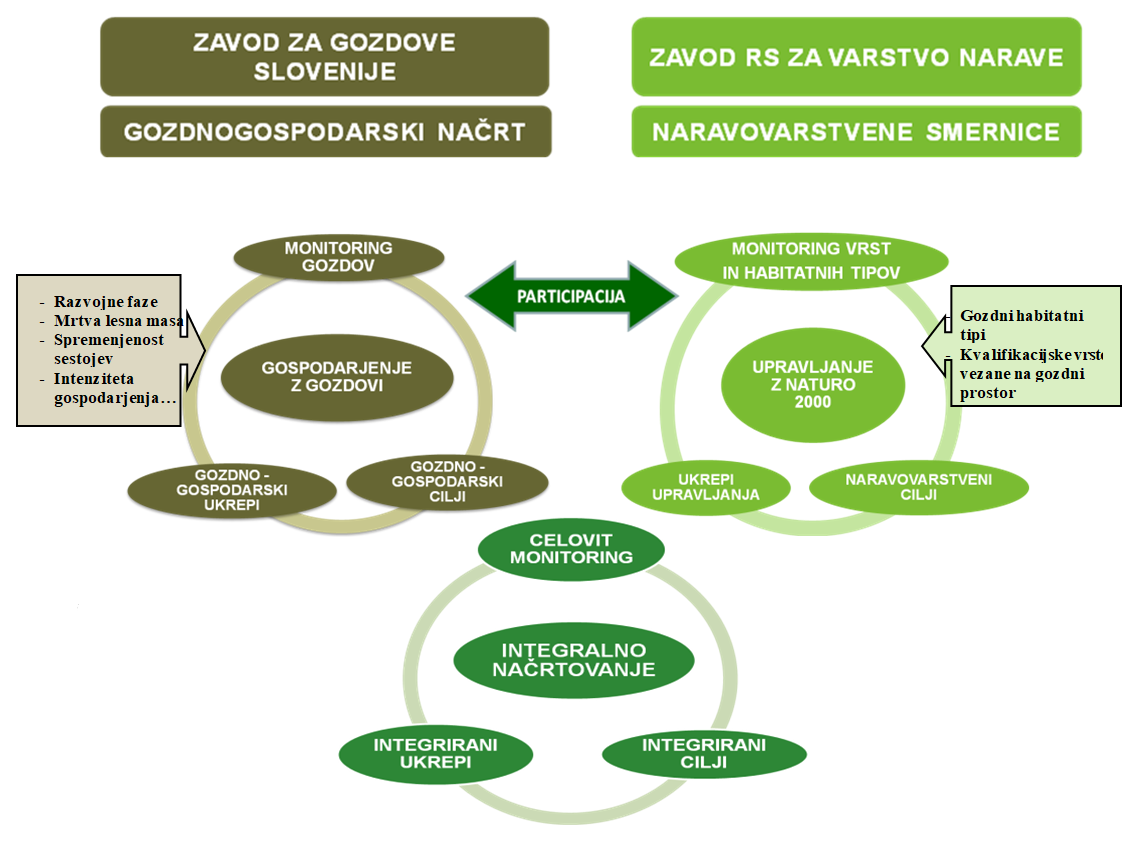 ZAVOD ZA GOZDOVE
SLOVENIJE
ZAVOD RS ZA VARSTVO NARAVE
GOZDNOGOSPODARSKI NAČRT
NARAVOVARSTVENE SMERNICE
MONITORING
GOZDOV
PARTICIPACIJA
MONITORING VRST
IN HABITATNIH TIPOV
- Razvojne faze
- Mrtva lesna masa
- Spremenjenost
sestojev
- Intenziteta
gospodarjenja...
GOSPODARJENJE
Z GOZDOVI
UPRAVLJANJE
Z NATURO
2000
- Gozdni habitatni
tipi
- Kvalifikacijske vrste
vezane na gozdni
prostor
GOZDNO -
GOSPODARSKI
UKREPI
GOZDNO -
GOSPODARSKI
CILJI
UKREPI
UPRAVLJANJA
NARAVOVARSTVENI
CILJI
CELOVIT
MONITORING
INTEGRALNO
NAČRTOVANJE
INTEGRIRANI
UKREPI
INTEGRIRANI
CILJI